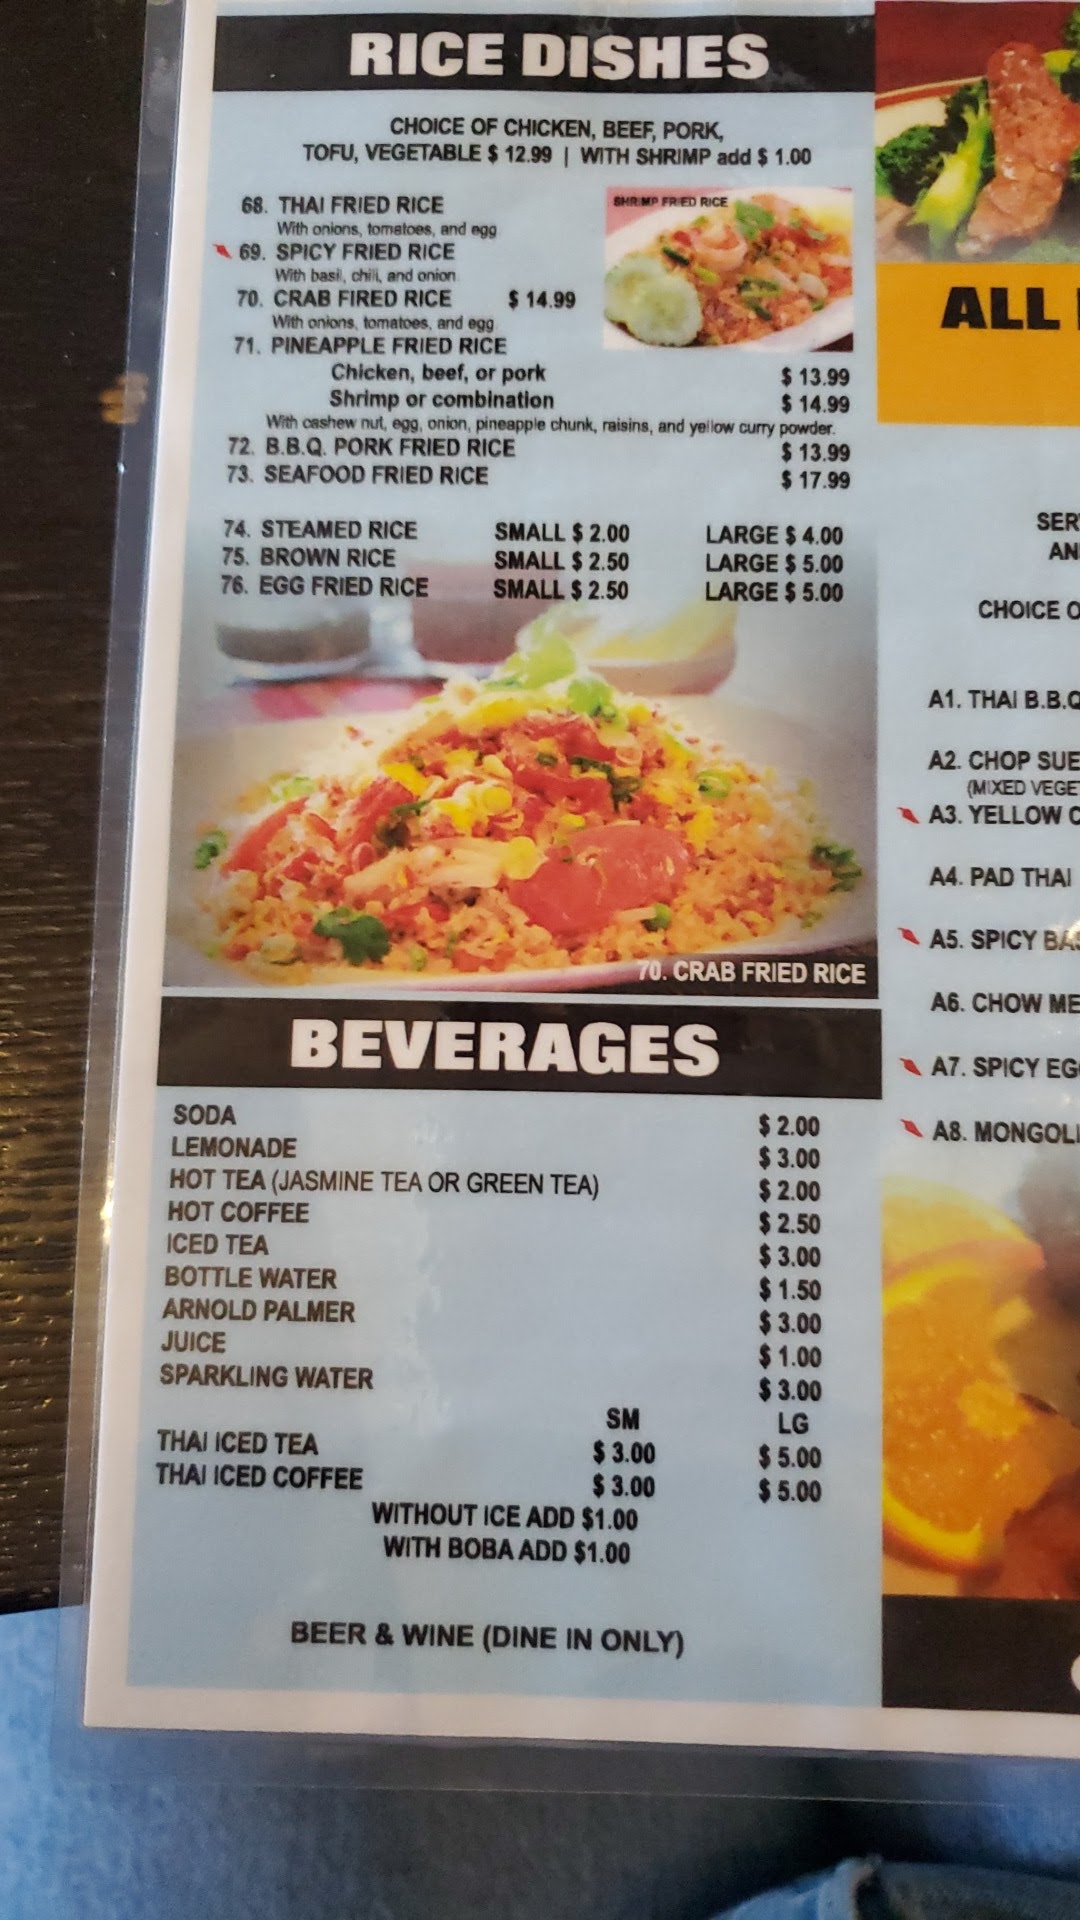 RICE DISHES
CHOICE OF CHICKEN, BEEF, PORK,
TOFU, VEGETABLE $ 12.99 | WITH SHRIMP add $ 1.00
68. THAI FRIED RICE
With onions, tomatoes, and egg
SHRIMP FRIED RICE
69. SPICY FRIED RICE
With basil, chili, and onion
70. CRAB FIRED RICE $ 14.99
With onions, tomatoes, and egg
71. PINEAPPLE FRIED RICE
Chicken, beef, or pork $ 13.99
Shrimp or combination $ 14.99
With cashew nut, egg, onion, pineapple chunk, raisins, and yellow curry powder.
72. B.B.Q. PORK FRIED RICE $ 13.99
73. SEAFOOD FRIED RICE $ 17.99
74. STEAMED RICE SMALL $ 2.00 LARGE $ 4.00
75. BROWN RICE SMALL $ 2.50 LARGE $ 5.00
76. EGG FRIED RICE SMALL $ 2.50 LARGE $ 5.00
70. CRAB FRIED RICE
BEVERAGES
SODA $ 2.00
LEMONADE $ 3.00
HOT TEA (JASMINE TEA OR GREEN TEA) $ 2.00
HOT COFFEE $ 2.50
ICED TEA $ 3.00
BOTTLE WATER $ 1.50
ARNOLD PALMER $ 3.00
JUICE $ 1.00
SPARKLING WATER $ 3.00
SM LG
THAI ICED TEA $ 3.00 $ 5.00
THAI ICED COFFEE $ 3.00 $ 5.00
WITHOUT ICE ADD $1.00
WITH BOBA ADD $1.00
BEER & WINE (DINE IN ONLY)
ALL
SER
AN
CHOICE O
A1. THAI B.B.Q
A2. CHOP SUE
(MIXED VEGE
A3. YELLOW C
A4. PAD THAI
A5. SPICY BA
A6. CHOW ME
A7. SPICY EG
A8. MONGOLI